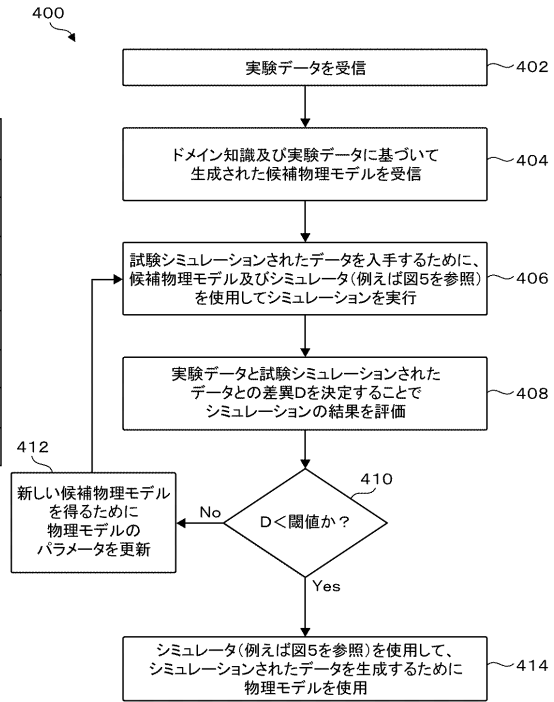 400
実験データを受信
402
ドメイン知識及び実験データに基づいて
生成された候補物理モデルを受信
404
試験シミュレーションされたデータを入手するために、
候補物理モデル及びシミュレータ(例えば図5を参照)
を使用してシミュレーションを実行
406
実験データと試験シミュレーションされた
データとの差異Dを決定することで
シミュレーションの結果を評価
408
412
新しい候補物理モデル
を得るために
物理モデルの
パラメータを更新
No
D<閾値か?
410
Yes
シミュレータ(例えば図5を参照)を使用して、
シミュレーションされたデータを生成するために
物理モデルを使用
414